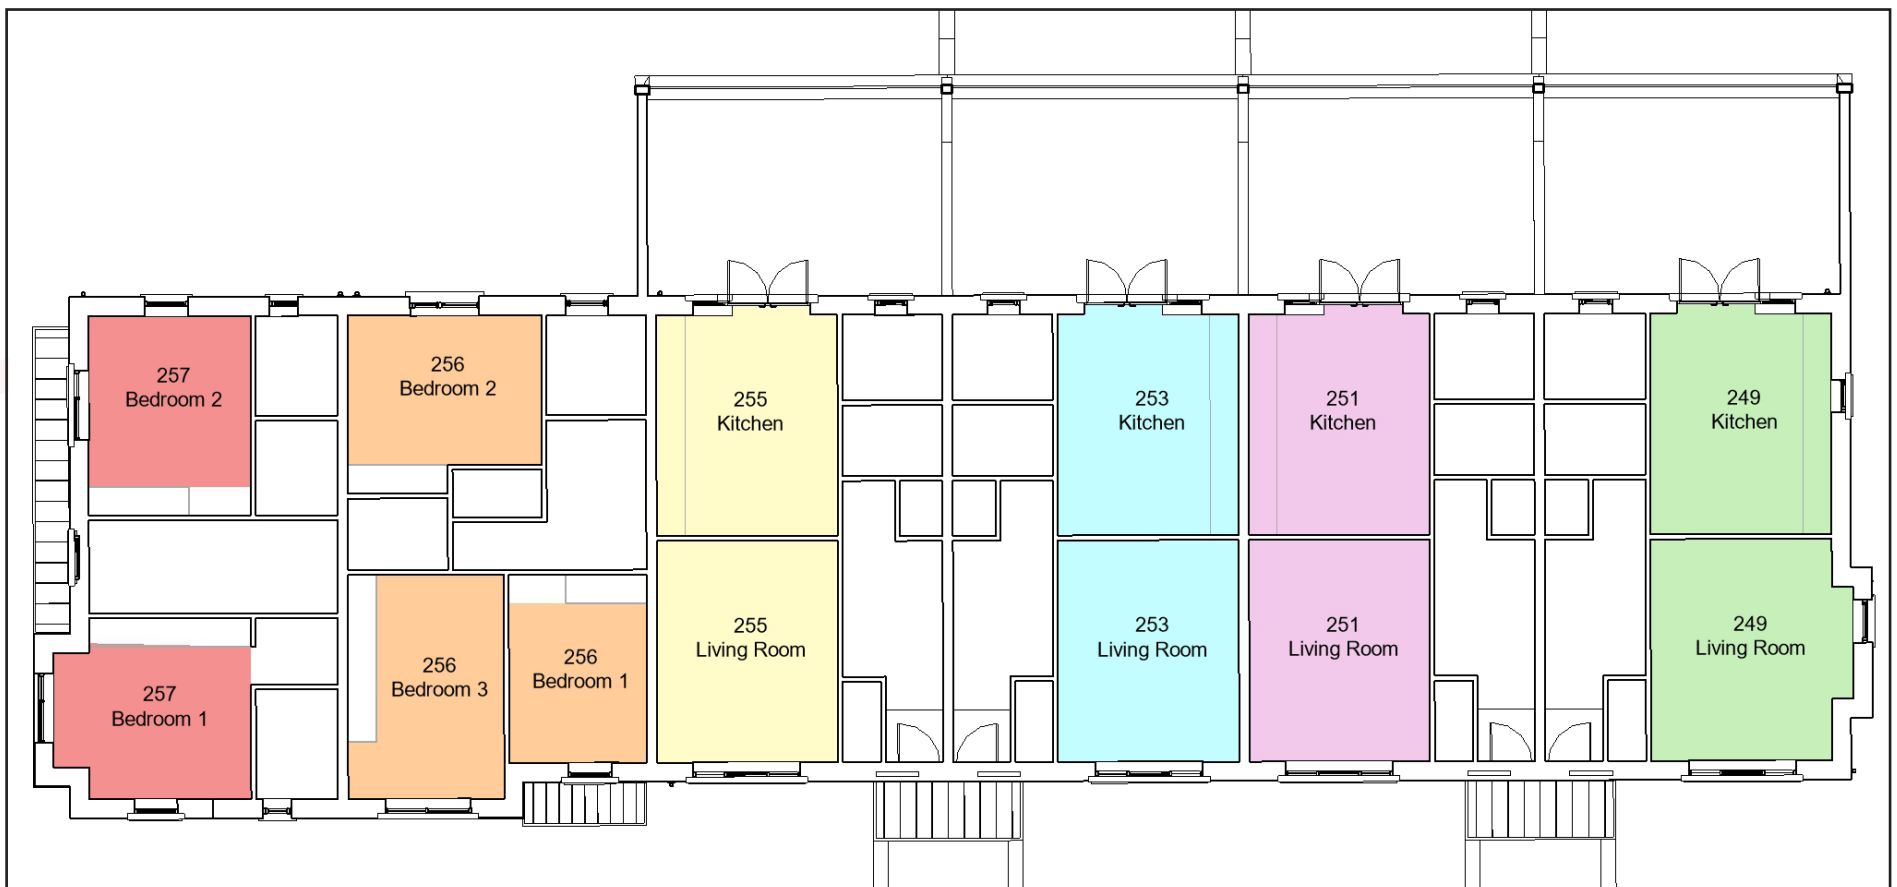 257
Bedroom 2
256
Bedroom 2
255
Kitchen
253
Kitchen
251
Kitchen
249
Kitchen
257
Bedroom 1
256
Bedroom 3
256
Bedroom 1
255
Living Room
253
Living Room
251
Living Room
249
Living Room